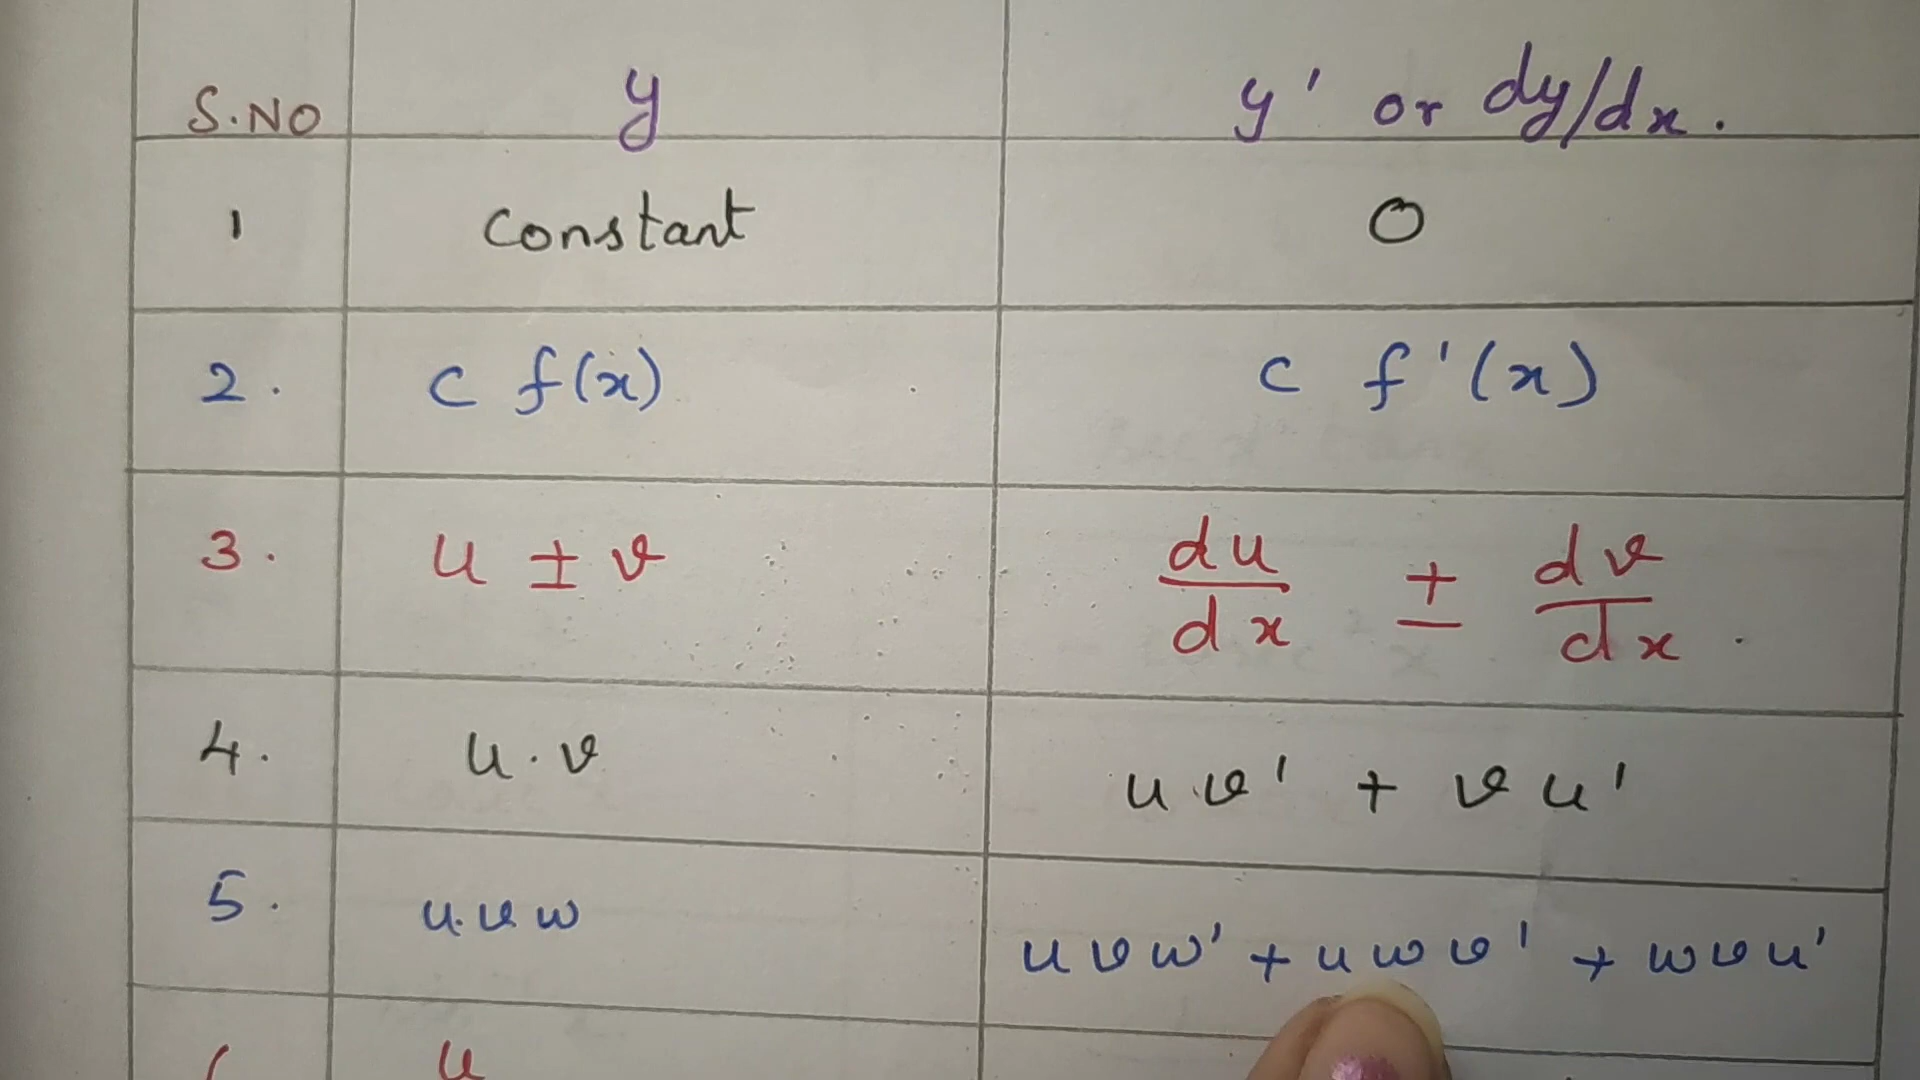 S.NO y y' or dy/dx.
1 Constant 0
2. c f(x) c f'(x)
3. u ± v du/dx ± dv/dx.
4. u.v uv' + vu'
5. u.vw uvw' + uwv' + wvu'
u